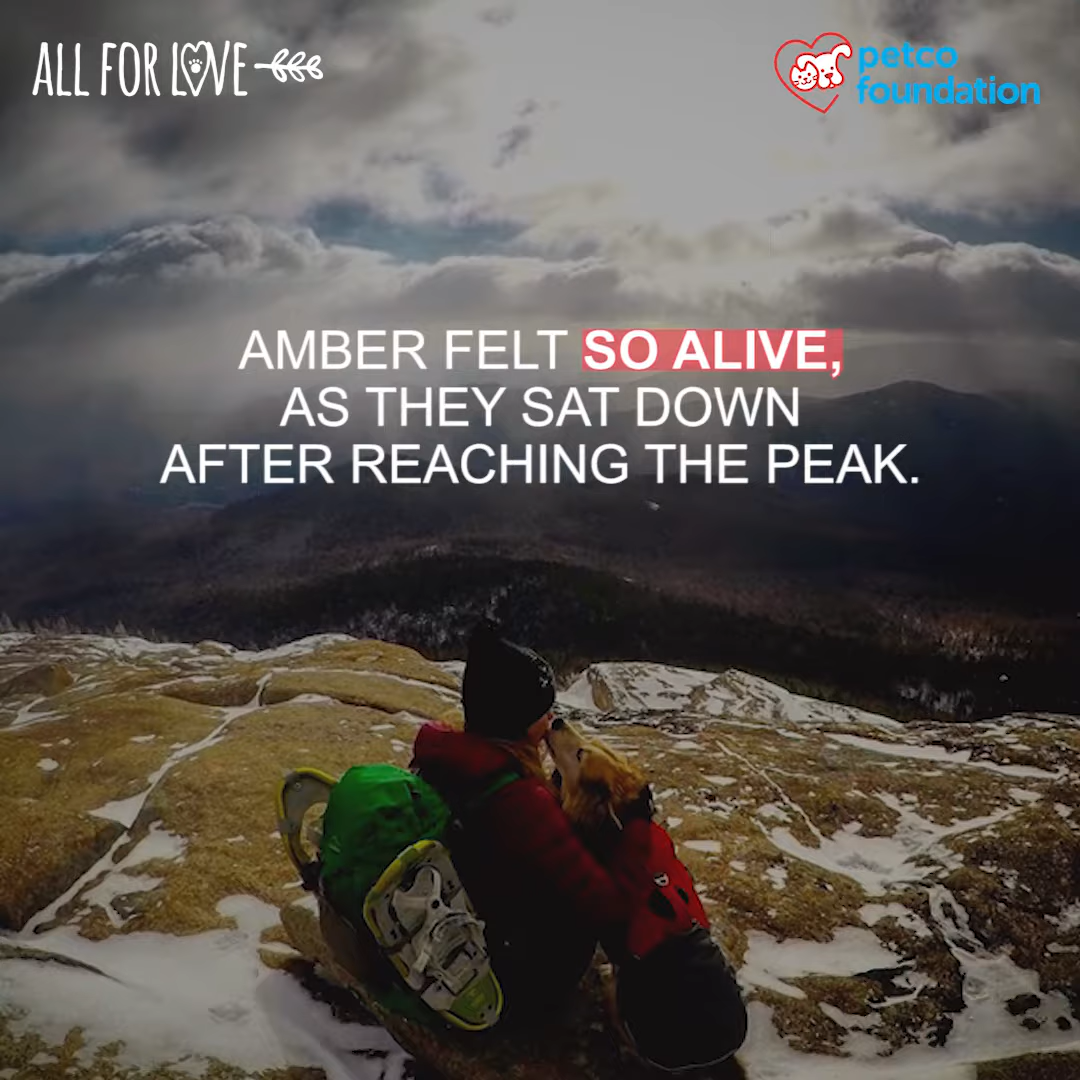 ALL FOR LOVE
petco
foundation
AMBER FELT SO ALIVE,
AS THEY SAT DOWN
AFTER REACHING THE PEAK.